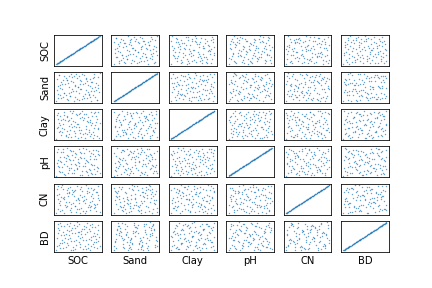 SOC
Sand
Clay
pH
CN
BD
SOC Sand Clay pH CN BD